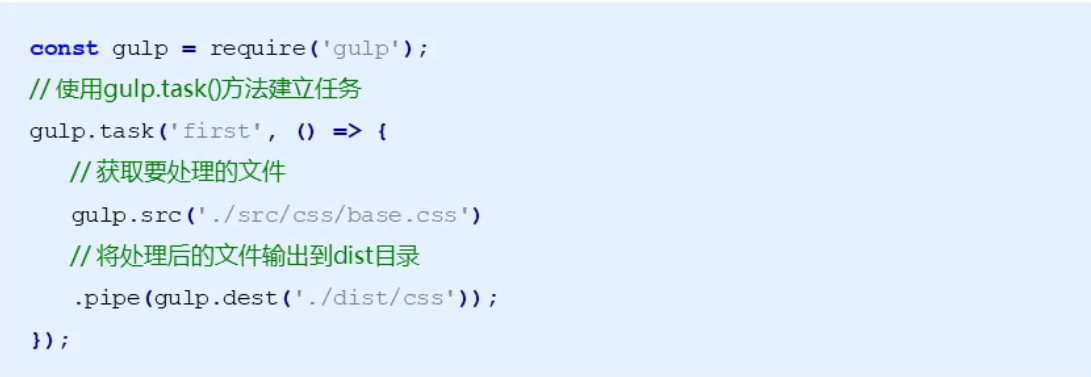 const gulp = require('gulp');
// 使用gulp.task()方法建立任务
gulp.task('first', () => {
// 获取要处理的文件
gulp.src('./src/css/base.css')
// 将处理后的文件输出到dist目录
.pipe(gulp.dest('./dist/css'));
});